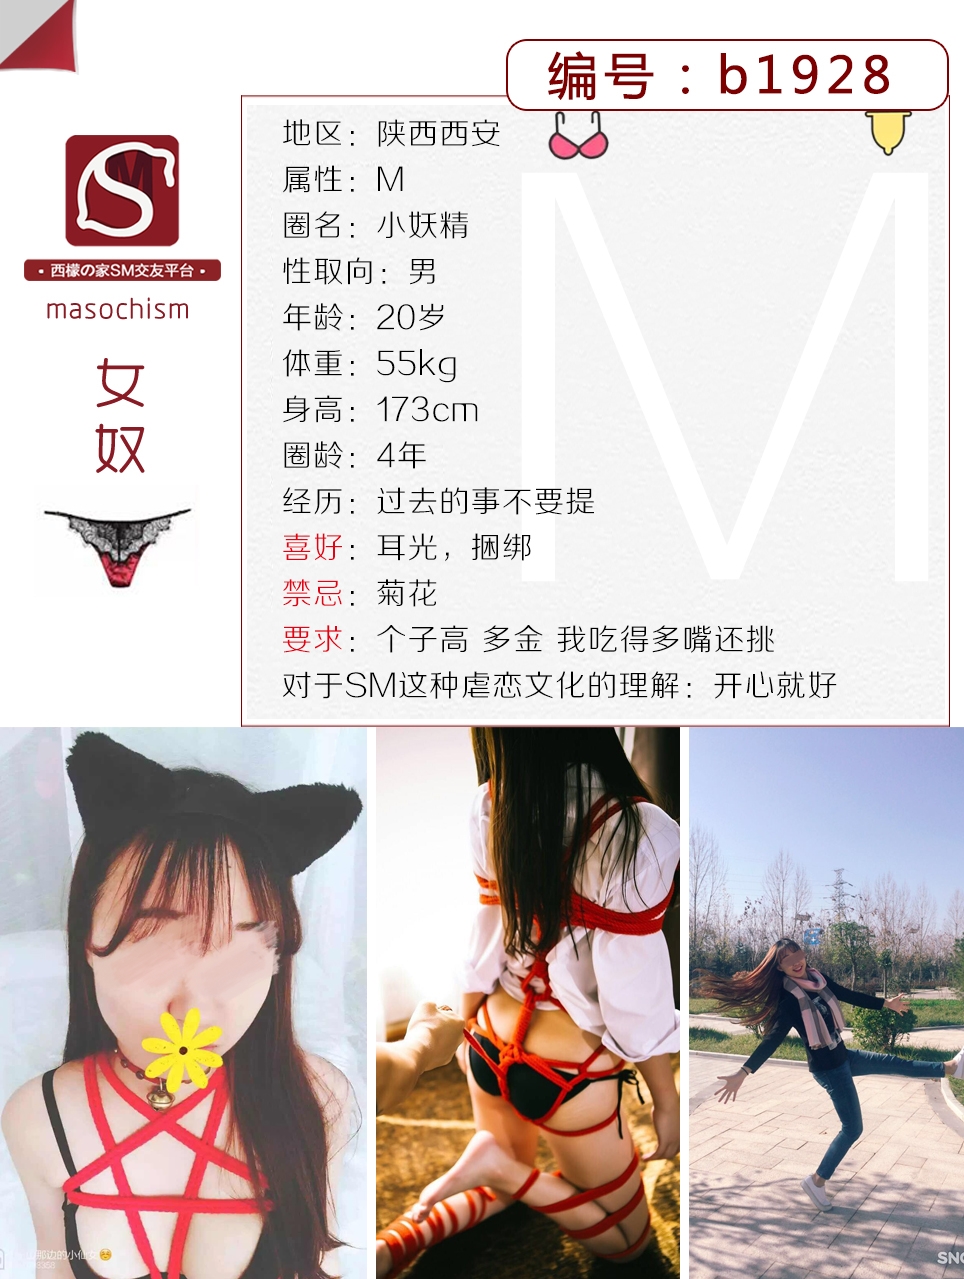 编号：b1928
地区：陕西西安
属性：M
圈名：小妖精
性取向：男
年龄：20岁
体重：55kg
身高：173cm
圈龄：4年
经历：过去的事不要提
喜好：耳光，捆绑
禁忌：菊花
要求：个子高 多金 我吃得多嘴还挑
对于SM这种虐恋文化的理解：开心就好
M
SM
·西檬の家SM交友平台·
masochism
女
奴
那边的小仙女
SNO